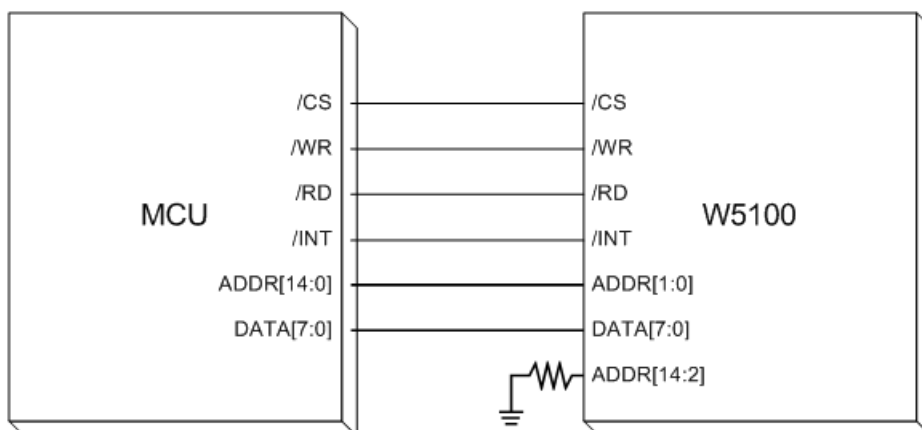 /CS
/WR
/RD
/INT
ADDR[14:0]
DATA[7:0]
MCU
/CS
/WR
/RD
/INT
ADDR[1:0]
DATA[7:0]
ADDR[14:2]
W5100